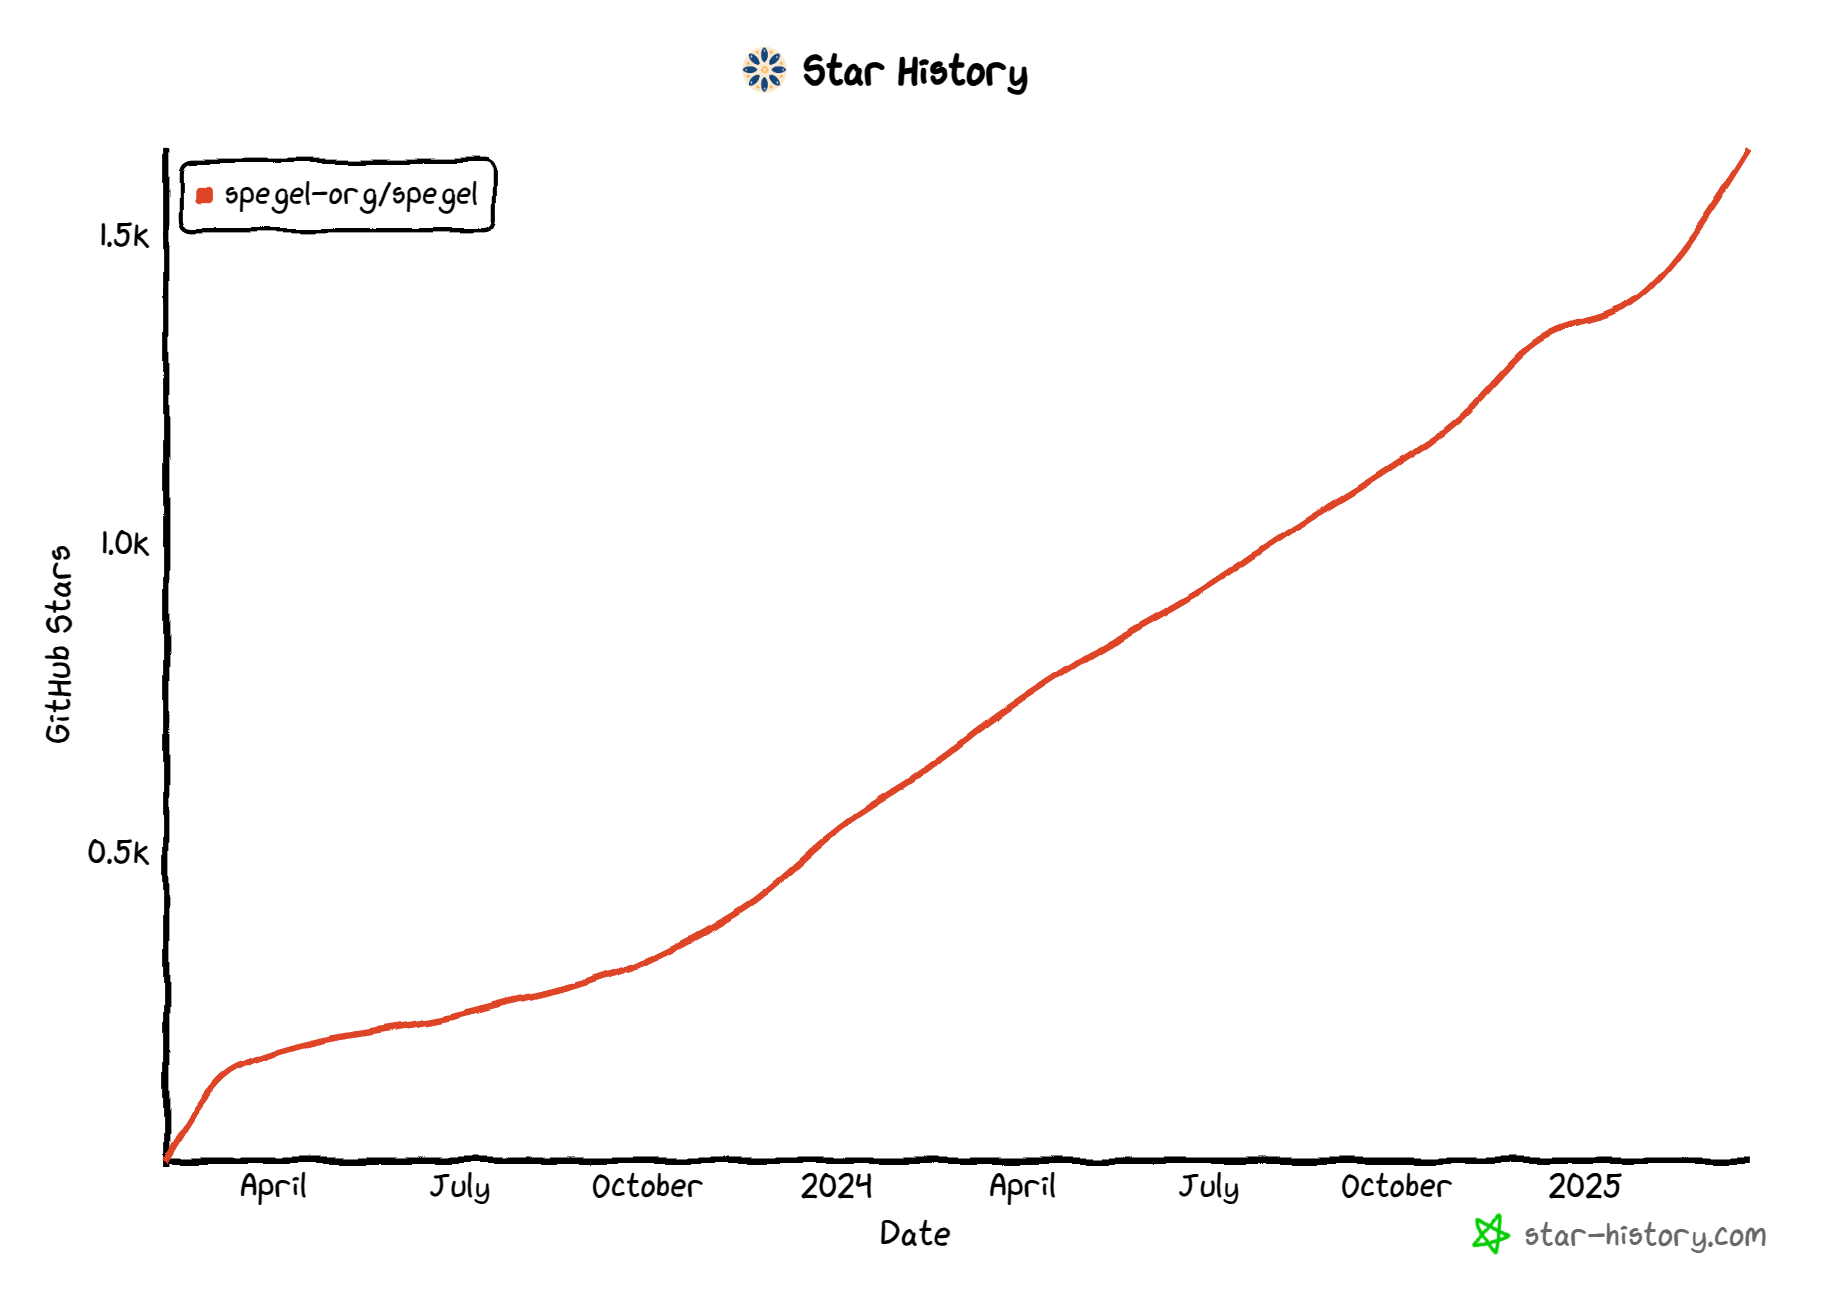 Star History
spegel-org/spegel
1.5k
1.0k
0.5k
GitHub Stars
April July October 2024 April July October 2025
Date
star-history.com